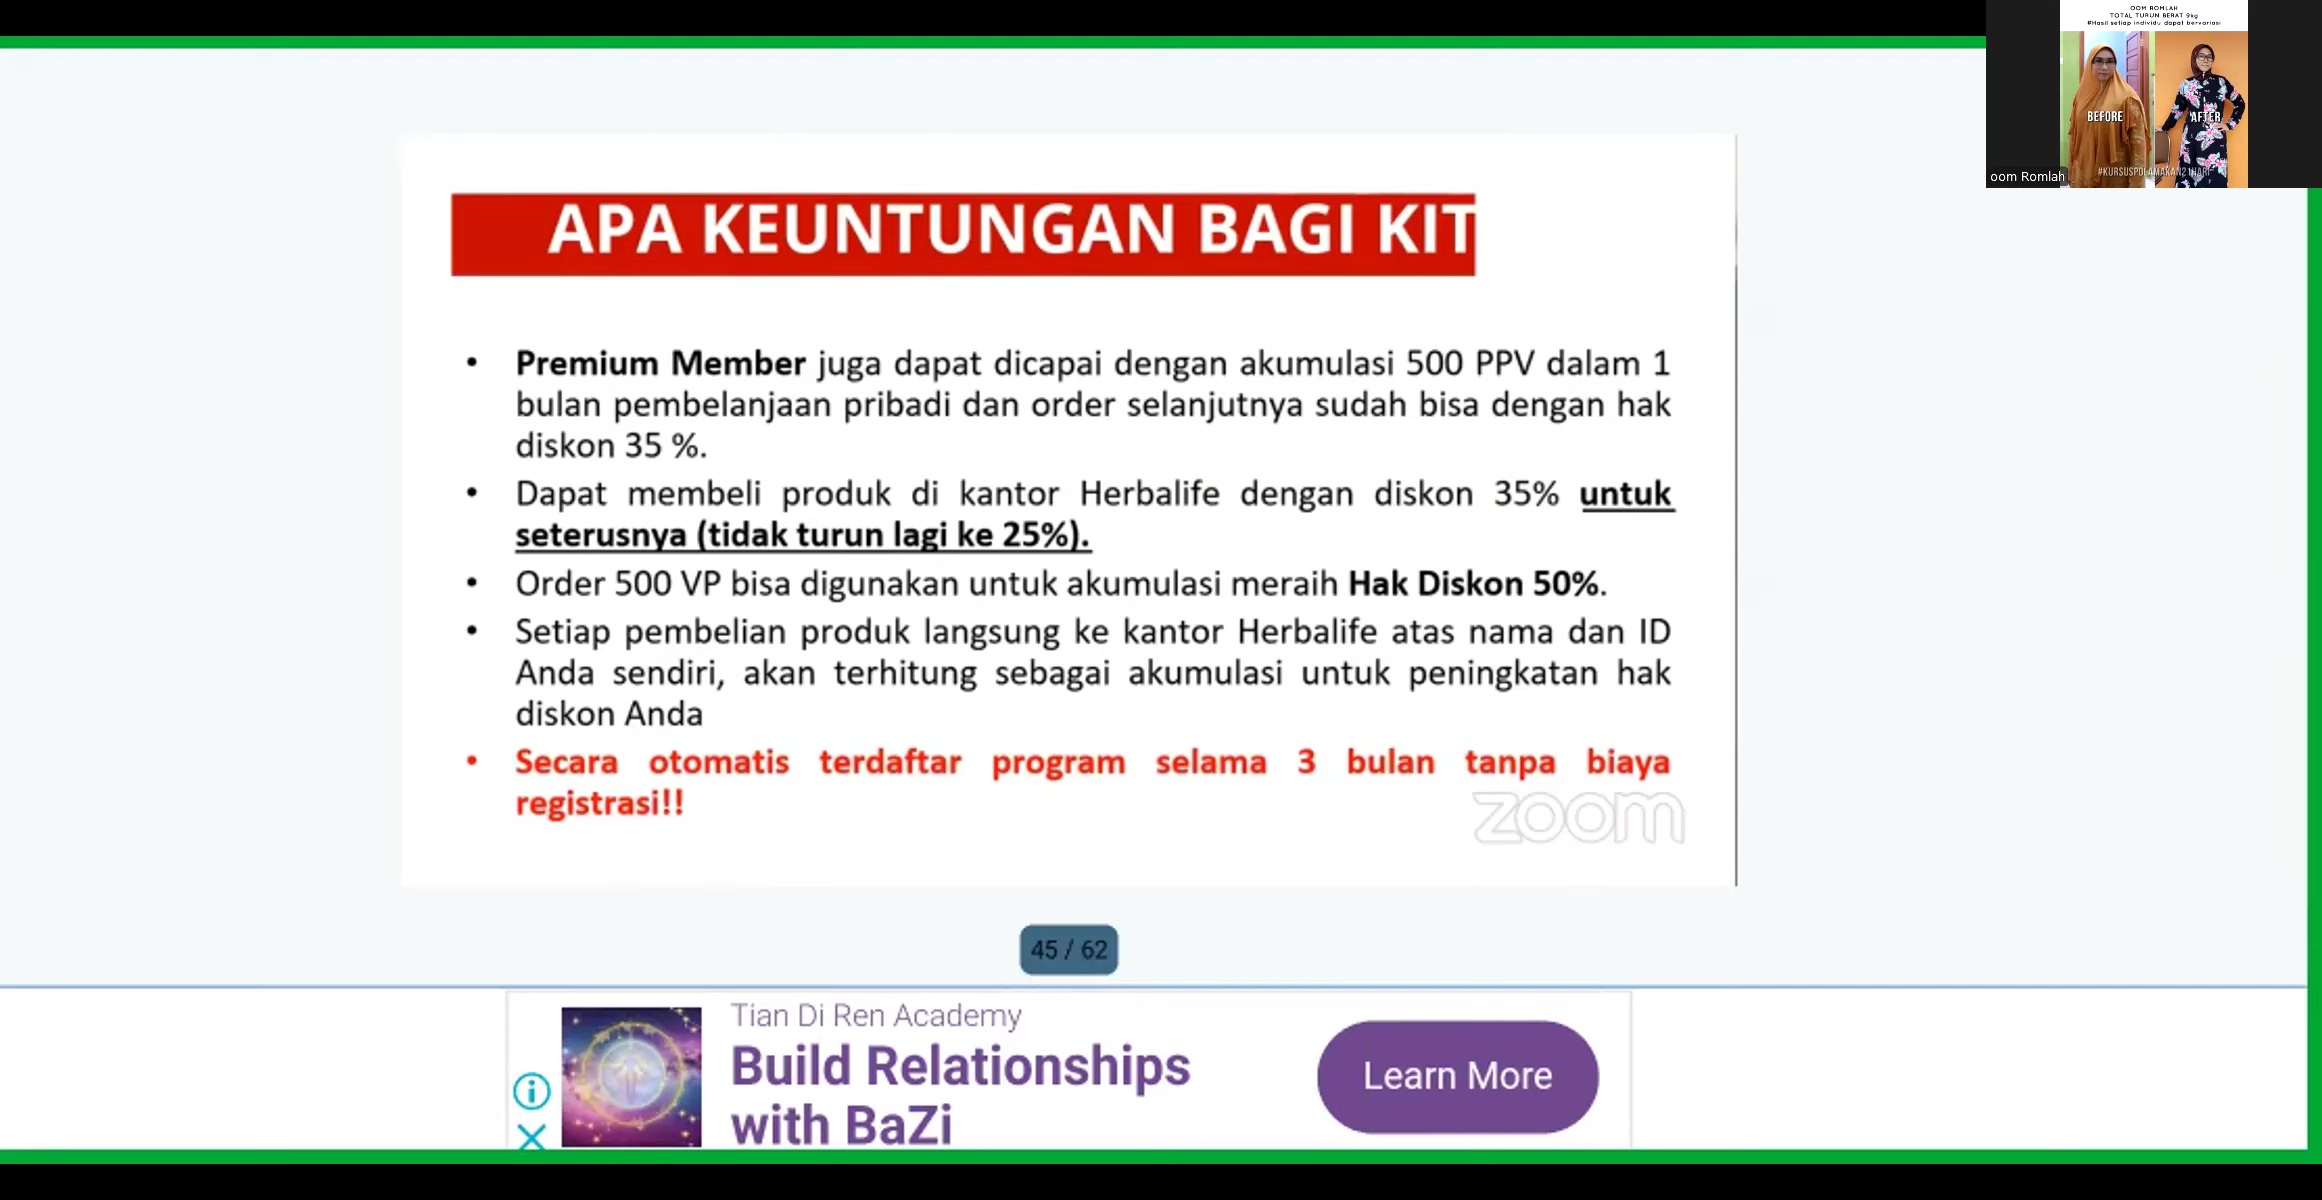 OOM ROMLAH
TOTAL TURUN BERAT 9kg
#Hasil setiap individu dapat bervariasi
BEFORE
AFTER
#KURSUSPOLAMAKAN21HARI
oom Romlah
APA KEUNTUNGAN BAGI KIT
• Premium Member juga dapat dicapai dengan akumulasi 500 PPV dalam 1
bulan pembelanjaan pribadi dan order selanjutnya sudah bisa dengan hak
diskon 35 %.
• Dapat membeli produk di kantor Herbalife dengan diskon 35% untuk
seterusnya (tidak turun lagi ke 25%).
• Order 500 VP bisa digunakan untuk akumulasi meraih Hak Diskon 50%.
• Setiap pembelian produk langsung ke kantor Herbalife atas nama dan ID
Anda sendiri, akan terhitung sebagai akumulasi untuk peningkatan hak
diskon Anda
• Secara otomatis terdaftar program selama 3 bulan tanpa biaya
registrasi!!
zoom
45 / 62
Tian Di Ren Academy
Build Relationships
with BaZi
Learn More